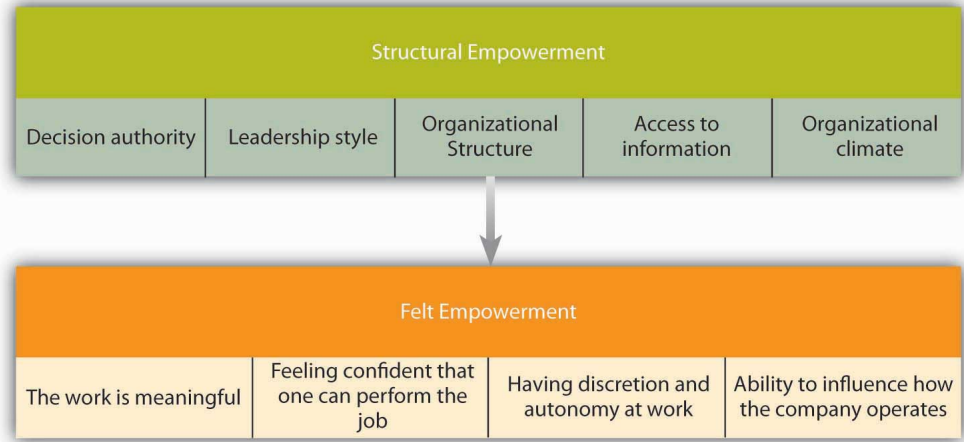 Structural Empowerment
Decision authority
Leadership style
Organizational
Structure
Access to
information
Organizational
climate
Felt Empowerment
The work is meaningful
Feeling confident that
one can perform the
job
Having discretion and
autonomy at work
Ability to influence how
the company operates